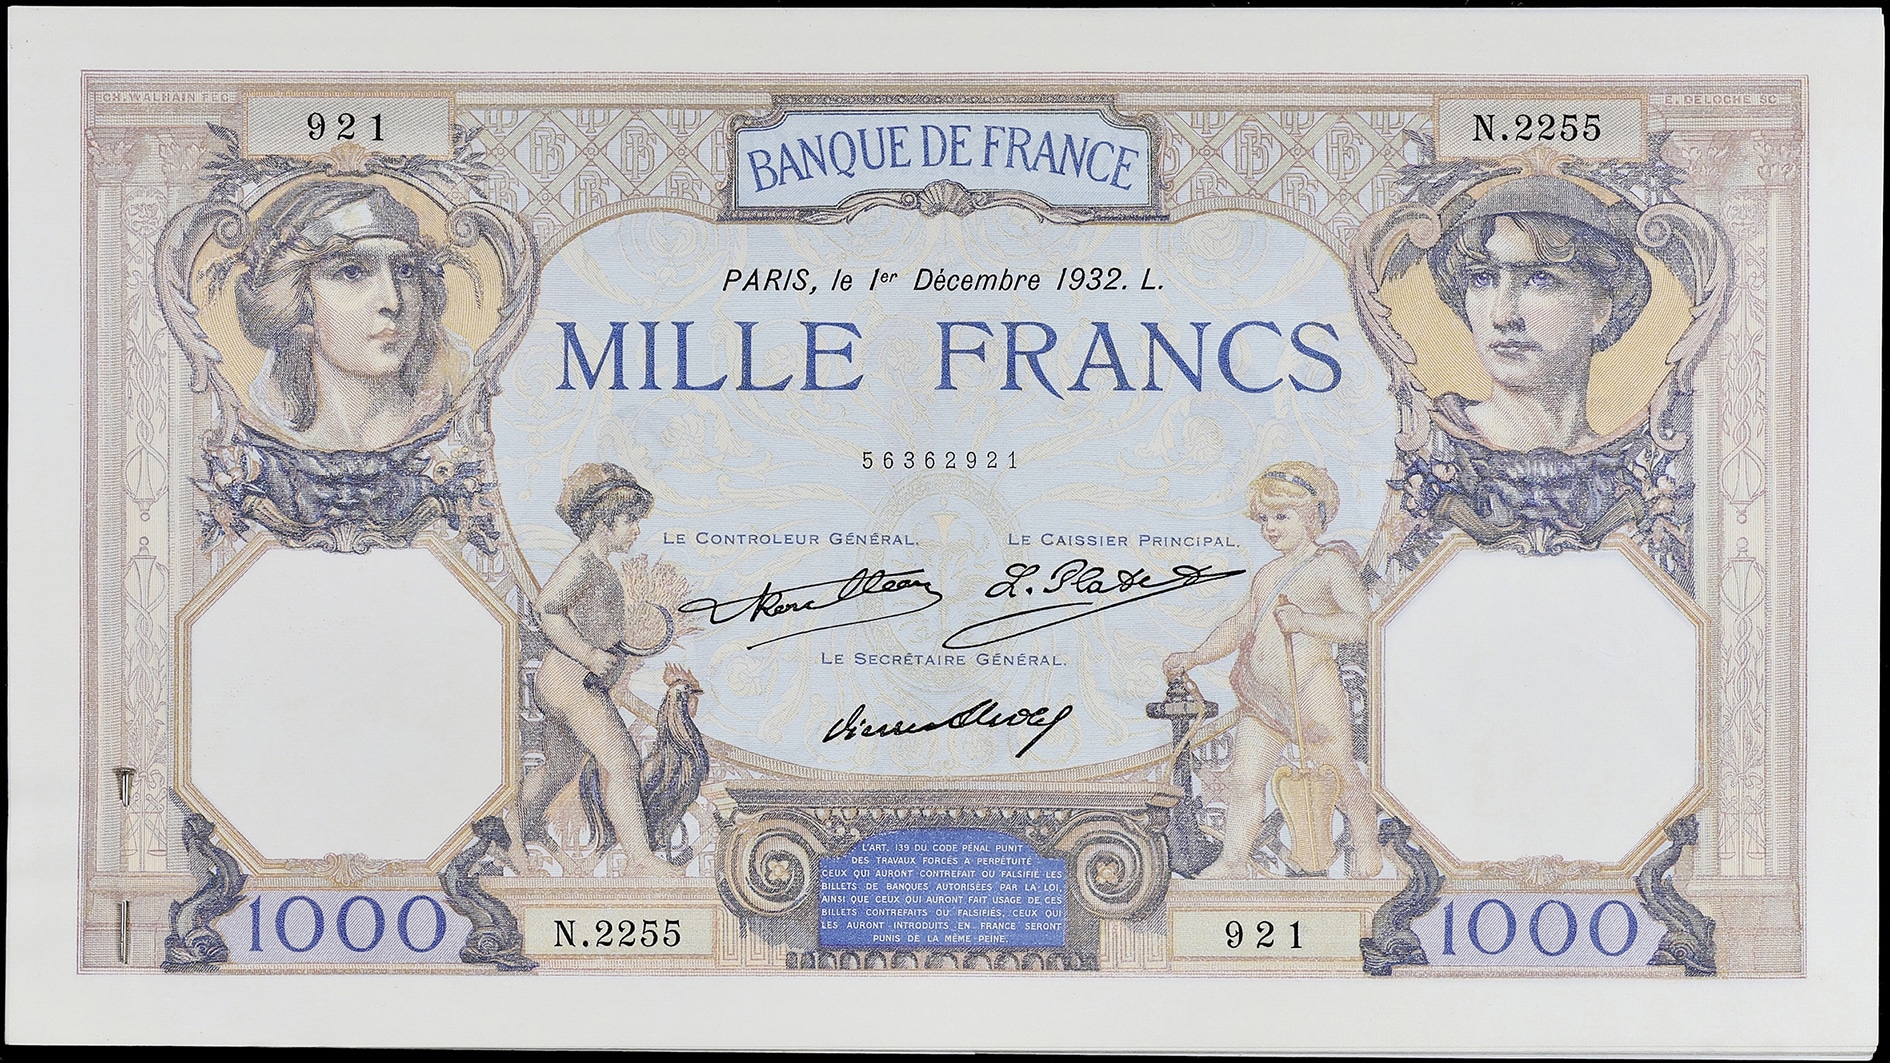 CH. WALHAIN FEC
E. DELOCHE SC
921
N.2255
BANQUE DE FRANCE
PARIS, le 1er Décembre 1932. L.
MILLE FRANCS
56362921
LE CONTROLEUR GÉNÉRAL.
LE CAISSIER PRINCIPAL.
L. Platet
LE SECRÉTAIRE GÉNÉRAL.
L'ART. 139 DU CODE PÉNAL PUNIT
DES TRAVAUX FORCÉS A PERPÉTUITÉ
CEUX QUI AURONT CONTREFAIT OU FALSIFIÉ LES
BILLETS DE BANQUES AUTORISÉES PAR LA LOI,
AINSI QUE CEUX QUI AURONT FAIT USAGE DE CES
BILLETS CONTREFAITS OU FALSIFIÉS. CEUX QUI
LES AURONT INTRODUITS EN FRANCE SERONT
PUNIS DE LA MÊME PEINE.
1000
N.2255
921
1000